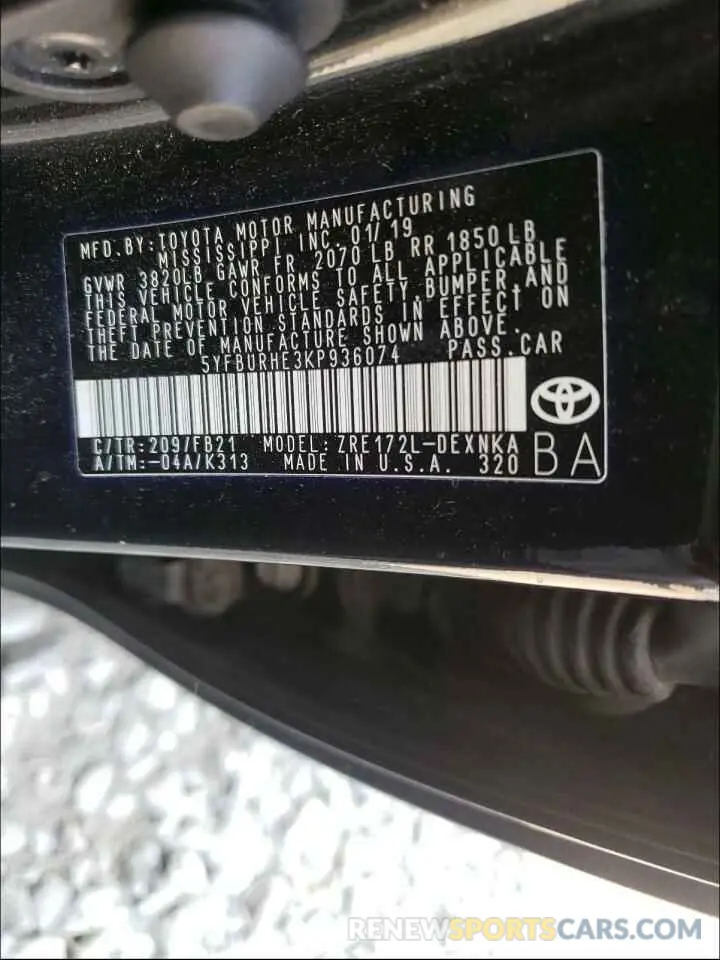 MFD. BY: TOYOTA MOTOR MANUFACTURING
MISSISSIPPI INC. 01/19
GVWR 3820LB GAWR FR 2070 LB RR 1850 LB
THIS VEHICLE CONFORMS TO ALL APPLICABLE
FEDERAL MOTOR VEHICLE SAFETY, BUMPER, AND
THEFT PREVENTION STANDARDS IN EFFECT ON
THE DATE OF MANUFACTURE SHOWN ABOVE.
5YFBURHE3KP936074 PASS. CAR
C/TR: 209/FB21 MODEL: ZRE172L-DEXNKA
A/TM: -04A/K313 MADE IN U.S.A. 320
BA
RENEWSPORTSCARS.COM